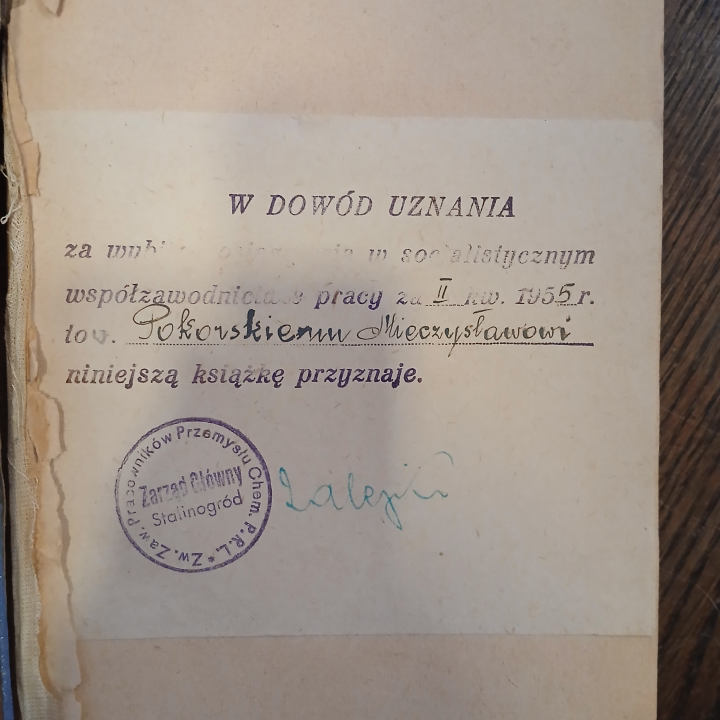 W DOWÓD UZNANIA
za w socjalistycznym
współzawodnictwie pracy za II kw. 1955 r.
tow. Pokorskiemu Mieczysławowi
niniejszą książkę przyznaje.
Zw. Zaw. Pracowników Przemysłu Chem. P.R.L. *
Zarząd Główny
Stalinogród